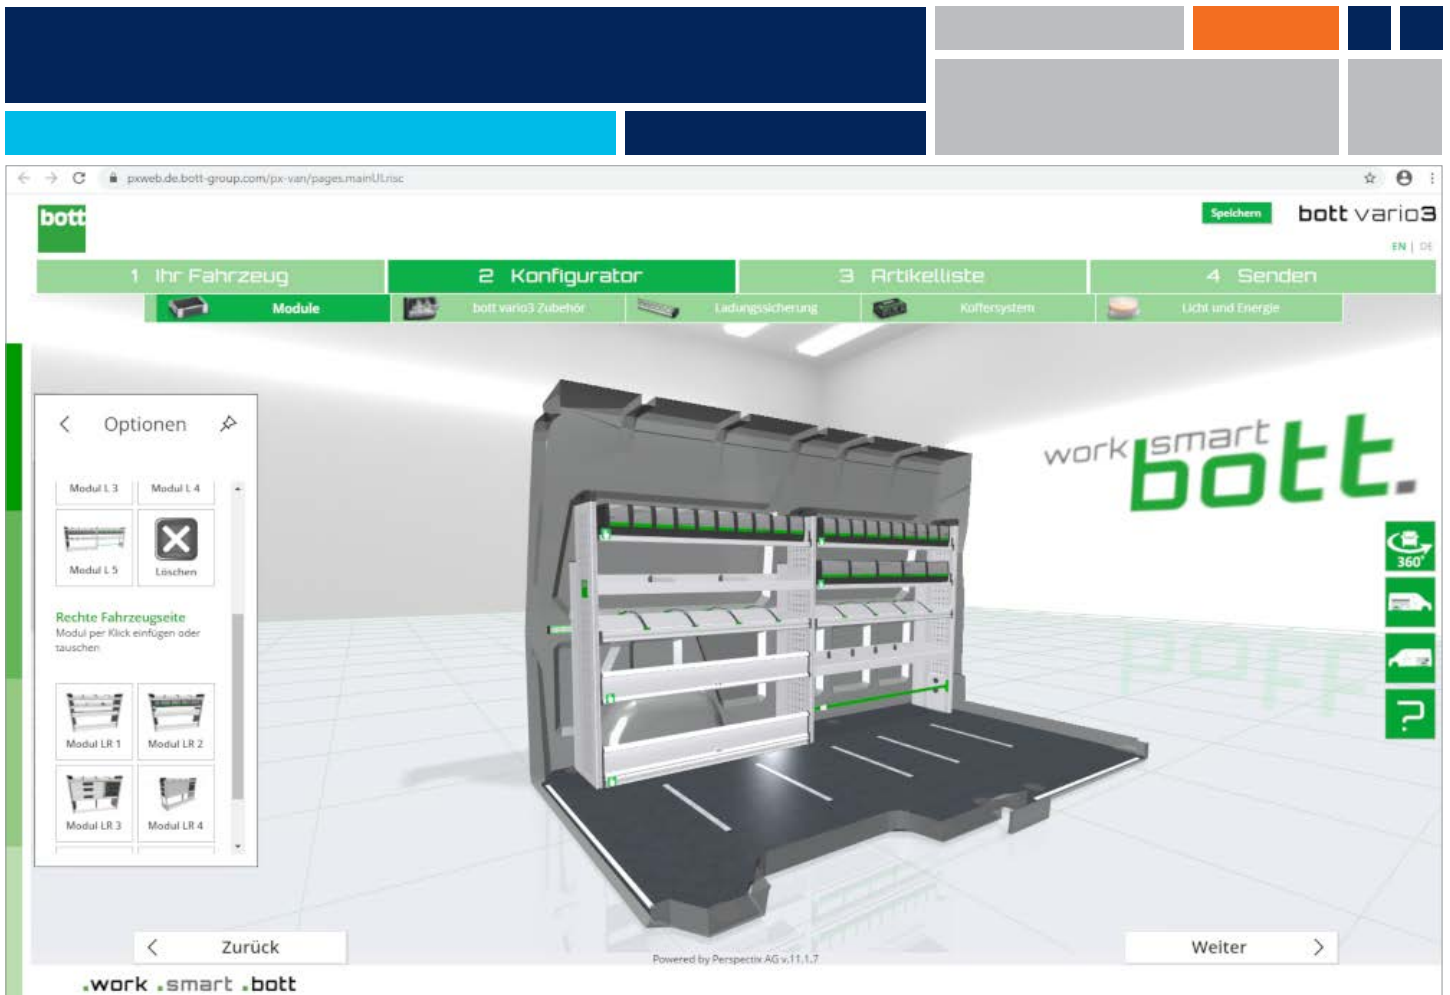 pxweb.de.bott-group.com/px-van/pages.mainUI.risc
bott
Speichern
bott vario3
EN | DE
1 Ihr Fahrzeug
2 Konfigurator
3 Artikelliste
4 Senden
Module
bott vario3 Zubehör
Ladungssicherung
Koffersystem
Licht und Energie
Optionen
Modul L 3
Modul L 4
Modul L 5
Löschen
Rechte Fahrzeugseite
Modul per Klick einfügen oder
tauschen
Modul LR 1
Modul LR 2
Modul LR 3
Modul LR 4
work smart
bott.
360°
?
Zurück
Weiter
Powered by Perspectix AG v.11.1.7
.work .smart .bott